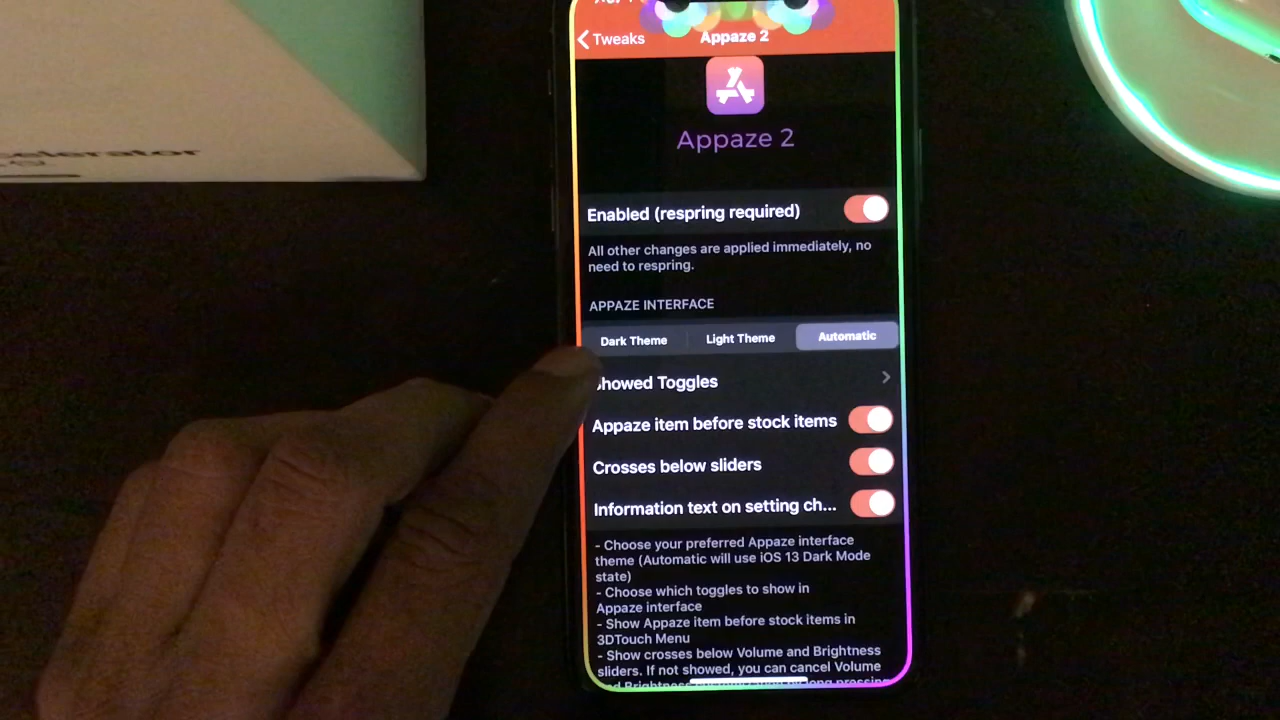 Tweaks
Appaze 2
Appaze 2
Enabled (respring required)
All other changes are applied immediately, no
need to respring.
APPAZE INTERFACE
Dark Theme
Light Theme
Automatic
Showed Toggles
Appaze item before stock items
Crosses below sliders
Information text on setting ch...
- Choose your preferred Appaze interface
theme (Automatic will use iOS 13 Dark Mode
state)
- Choose which toggles to show in
Appaze interface
- Show Appaze item before stock items in
3DTouch Menu
- Show crosses below Volume and Brightness
sliders. If not showed, you can cancel Volume
long pressing